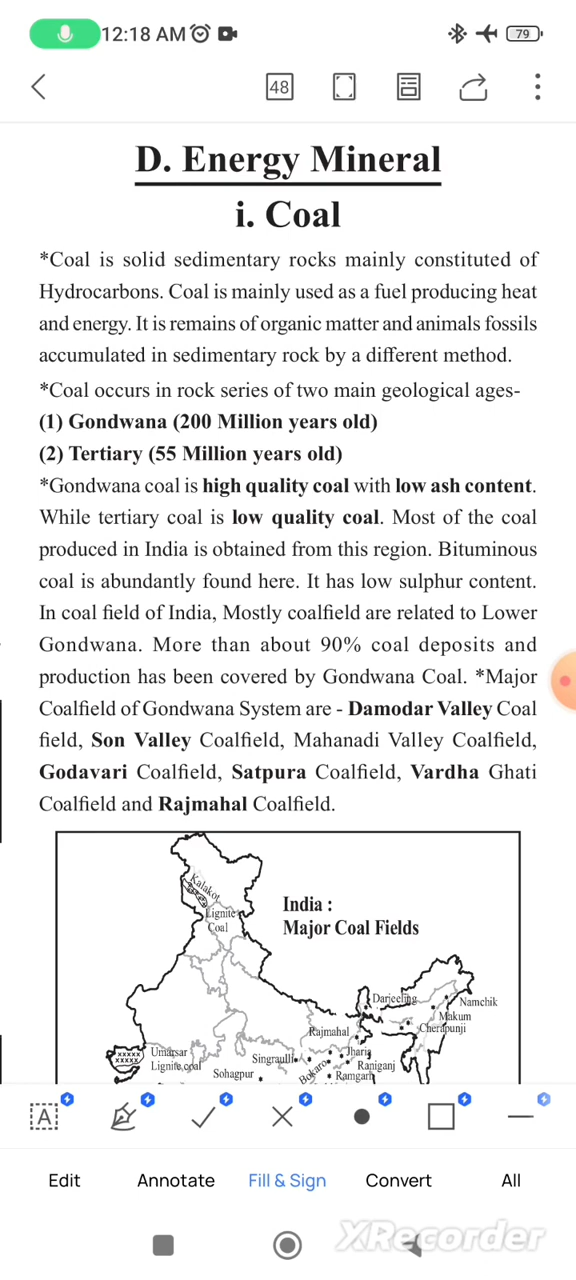 12:18 AM
79
48
D. Energy Mineral
i. Coal
*Coal is solid sedimentary rocks mainly constituted of
Hydrocarbons. Coal is mainly used as a fuel producing heat
and energy. It is remains of organic matter and animals fossils
accumulated in sedimentary rock by a different method.
*Coal occurs in rock series of two main geological ages-
(1) Gondwana (200 Million years old)
(2) Tertiary (55 Million years old)
*Gondwana coal is high quality coal with low ash content.
While tertiary coal is low quality coal. Most of the coal
produced in India is obtained from this region. Bituminous
coal is abundantly found here. It has low sulphur content.
In coal field of India, Mostly coalfield are related to Lower
Gondwana. More than about 90% coal deposits and
production has been covered by Gondwana Coal. *Major
Coalfield of Gondwana System are - Damodar Valley Coal
field, Son Valley Coalfield, Mahanadi Valley Coalfield,
Godavari Coalfield, Satpura Coalfield, Vardha Ghati
Coalfield and Rajmahal Coalfield.
Kalakot
Lignite
Coal
India :
Major Coal Fields
Darjeeling
Namchik
Makum
Cherapunji
Rajmahal
Umarsar
Lignite coal
Singraulli
Jharia
Raniganj
Bokaro
Ramgarh
Sohagpur
A
Edit
Annotate
Fill & Sign
Convert
All
XRecorder